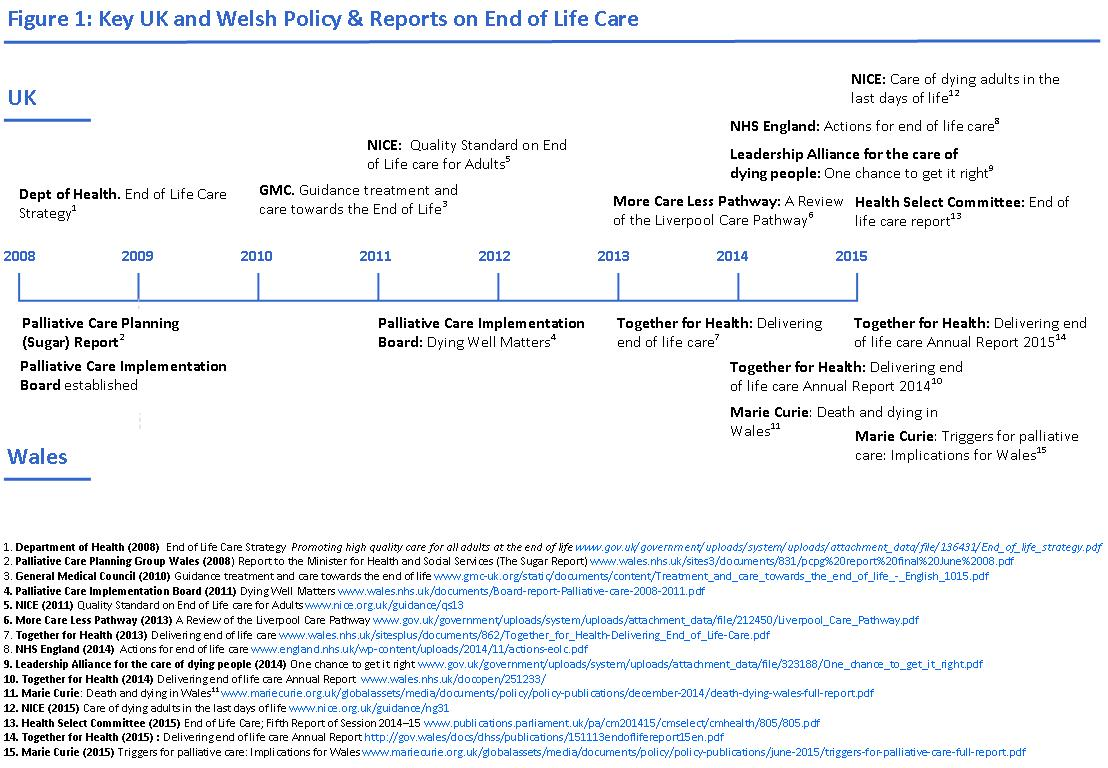 Figure 1: Key UK and Welsh Policy & Reports on End of Life Care
UK
NICE: Care of dying adults in the
last days of life12
NHS England: Actions for end of life care8
NICE:  Quality Standard on End
of Life care for Adults5
Leadership Alliance for the care of
dying people: One chance to get it right9
Dept of Health. End of Life Care
Strategy1
GMC. Guidance treatment and
care towards the End of Life3
More Care Less Pathway: A Review
of the Liverpool Care Pathway6
Health Select Committee: End of
life care report13
2008 2009 2010 2011 2012 2013 2014 2015
Palliative Care Planning
(Sugar) Report2
Palliative Care Implementation
Board established
Palliative Care Implementation
Board: Dying Well Matters4
Together for Health: Delivering
end of life care7
Together for Health: Delivering end
of life care Annual Report 201514
Together for Health: Delivering end
of life care Annual Report 201410
Marie Curie: Death and dying in
Wales11
Marie Curie: Triggers for palliative
care: Implications for Wales15
Wales
1. Department of Health (2008) End of Life Care Strategy Promoting high quality care for all adults at the end of life www.gov.uk/government/uploads/system/uploads/attachment_data/file/136431/End_of_life_strategy.pdf
2. Palliative Care Planning Group Wales (2008) Report to the Minister for Health and Social Services (The Sugar Report) www.wales.nhs.uk/sites3/documents/831/pcpg%20report%20final%20June%2008.pdf
3. General Medical Council (2010) Guidance treatment and care towards the end of life www.gmc-uk.org/static/documents/content/Treatment_and_care_towards_the_end_of_life_-_English_1015.pdf
4. Palliative Care Implementation Board (2011) Dying Well Matters www.wales.nhs.uk/documents/Board-report-Palliative-care-2008-2011.pdf
5. NICE (2011) Quality Standard on End of Life care for Adults www.nice.org.uk/guidance/qs13
6. More Care Less Pathway (2013) A Review of the Liverpool Care Pathway www.gov.uk/government/uploads/system/uploads/attachment_data/file/212450/Liverpool_Care_Pathway.pdf
7. Together for Health (2013) Delivering end of life care www.wales.nhs.uk/sitesplus/documents/862/Together_for_Health-Delivering_End_of_Life-Care.pdf
8. NHS England (2014) Actions for end of life care www.england.nhs.uk/wp-content/uploads/2014/11/actions-eolc.pdf
9. Leadership Alliance for the care of dying people (2014) One chance to get it right www.gov.uk/government/uploads/system/uploads/attachment_data/file/323188/One_chance_to_get_it_right.pdf
10. Together for Health (2014) Delivering end of life care Annual Report www.wales.nhs.uk/docopen/251233/
11. Marie Curie: Death and dying in Wales11 www.mariecurie.org.uk/globalassets/media/documents/policy/policy-publications/december-2014/death-dying-wales-full-report.pdf
12. NICE (2015) Care of dying adults in the last days of life www.nice.org.uk/guidance/ng31
13. Health Select Committee (2015) End of Life Care; Fifth Report of Session 2014–15 www.publications.parliament.uk/pa/cm201415/cmselect/cmhealth/805/805.pdf
14. Together for Health (2015) : Delivering end of life care Annual Report http://gov.wales/docs/dhss/publications/151113endoflifereport15en.pdf
15. Marie Curie (2015) Triggers for palliative care: Implications for Wales www.mariecurie.org.uk/globalassets/media/documents/policy/policy-publications/june-2015/triggers-for-palliative-care-full-report.pdf